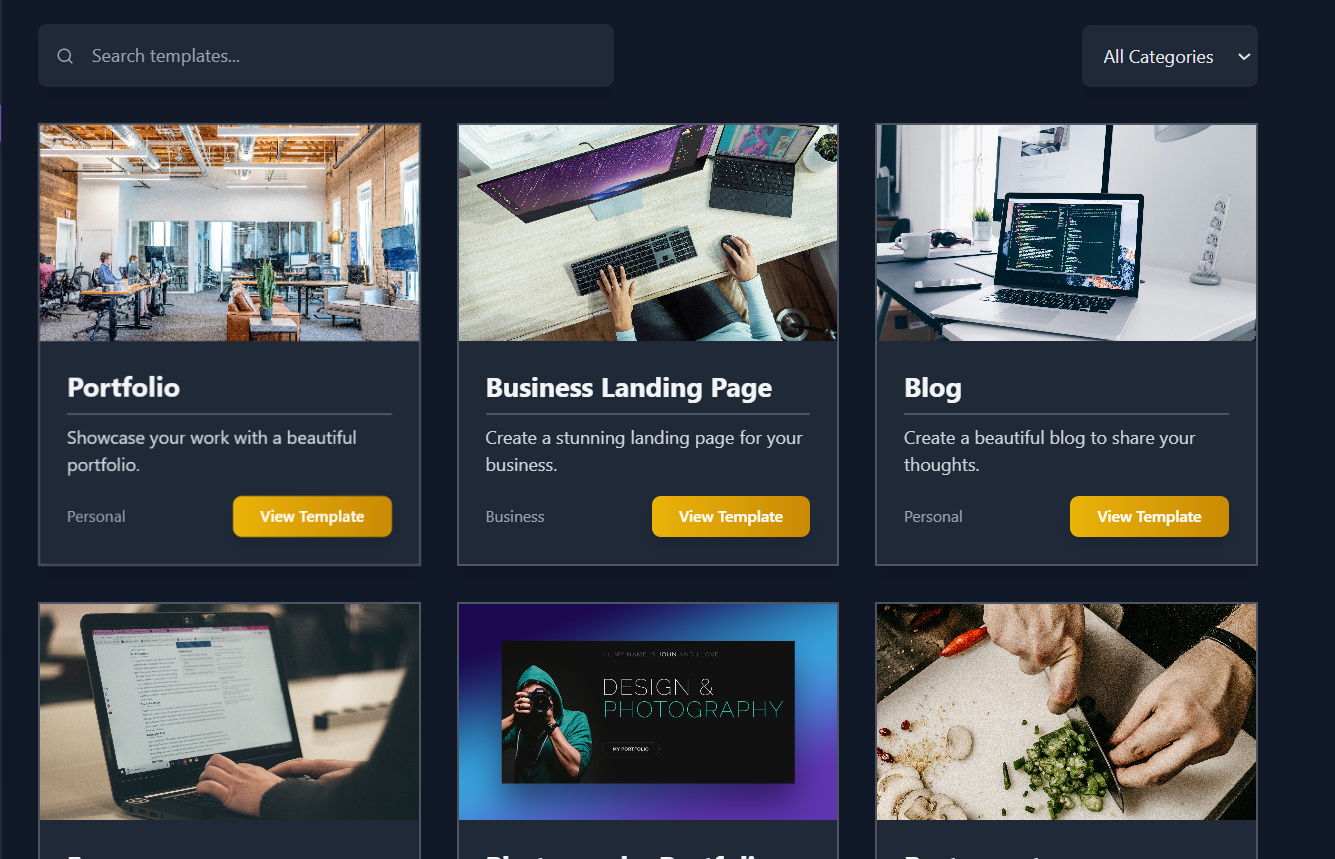 Search templates...
All Categories
Portfolio
Showcase your work with a beautiful
portfolio.
Personal
View Template
Business Landing Page
Create a stunning landing page for your
business.
Business
View Template
Blog
Create a beautiful blog to share your
thoughts.
Personal
View Template
MY NAME IS JOHN AND I LOVE
DESIGN &
PHOTOGRAPHY
MY PORTFOLIO